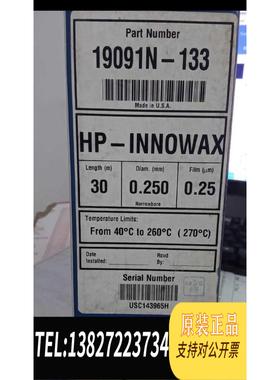 Part Number
19091N-133
Made in U.S.A.
HP-INNOWAX
Length (m) Diam. (mm) Film (μm)
30 0.250 0.25
Narrowbore
Temperature Limits:
From 40°C to 260°C (270°C)
Date Installed: Rcvd By:
Serial Number
USC143965H
原装正品
支持对公开票
TEL:13827223734